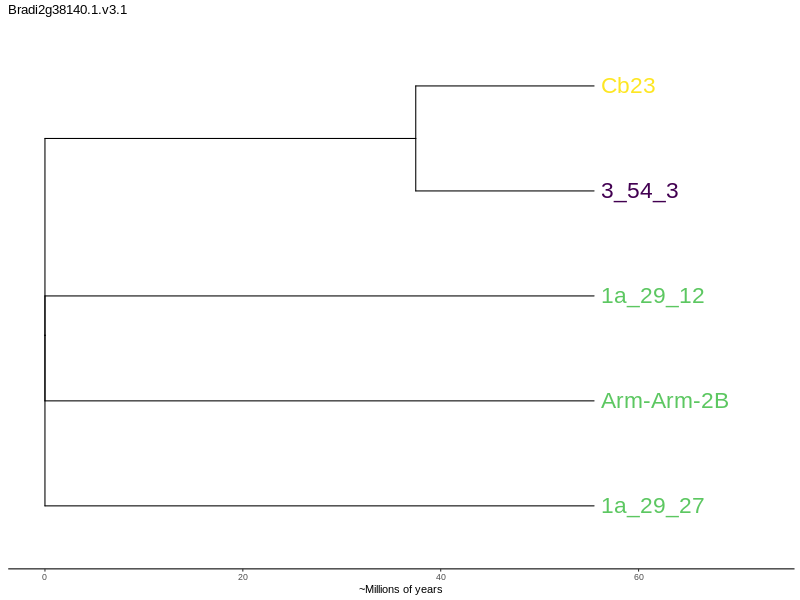 Bradi2g38140.1.v3.1
Cb23
3_54_3
1a_29_12
Arm-Arm-2B
1a_29_27
0 20 40 60
~Millions of years